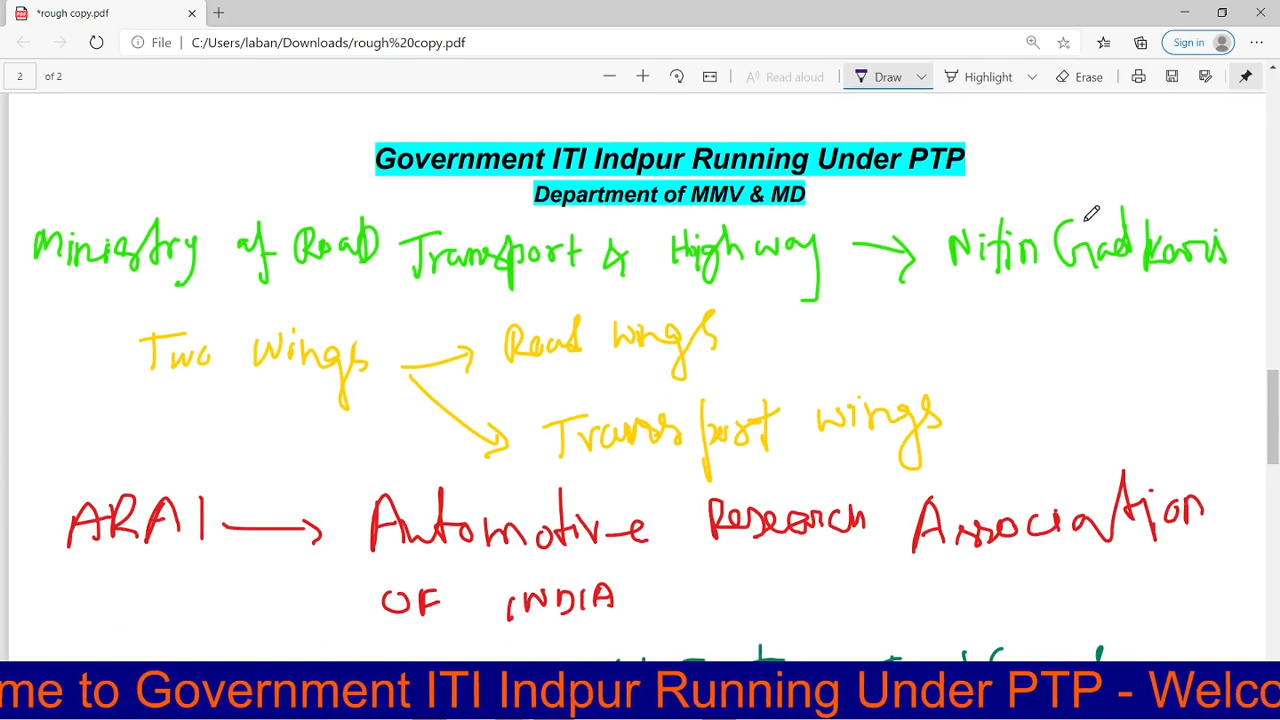 *rough copy.pdf
File C:/Users/laban/Downloads/rough%20copy.pdf Sign in
2 of 2 Read aloud Draw Highlight Erase
Government ITI Indpur Running Under PTP
Department of MMV & MD
Ministry of Road Transport & Highway → Nitin Gadkaris
Two Wings → Road wings
→ Transport wings
ARAI → Automotive Research Association
OF INDIA
me to Government ITI Indpur Running Under PTP - Welco